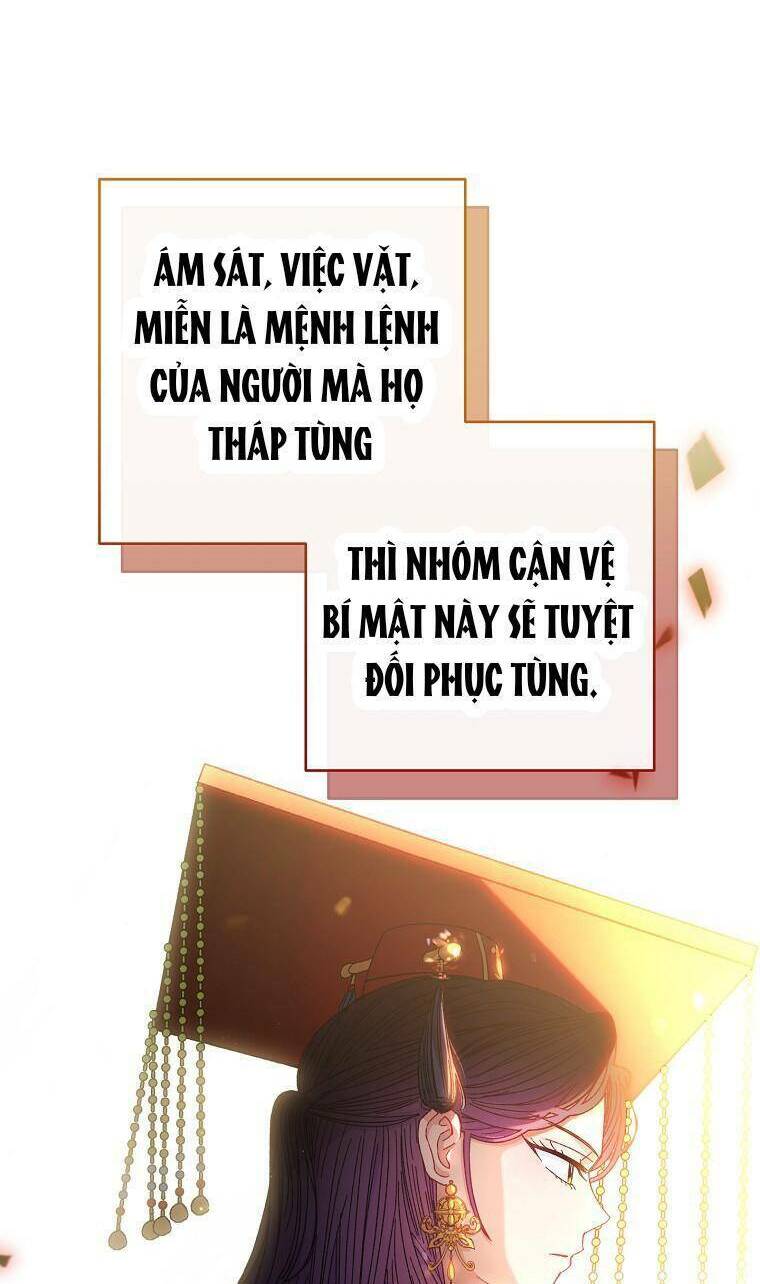 ÁM SÁT, VIỆC VẶT,
MIỄN LÀ MỆNH LỆNH
CỦA NGƯỜI MÀ HỌ
THÁP TÙNG
THÌ NHÓM CẬN VỆ
BÍ MẬT NÀY SẼ TUYỆT
ĐỐI PHỤC TÙNG.